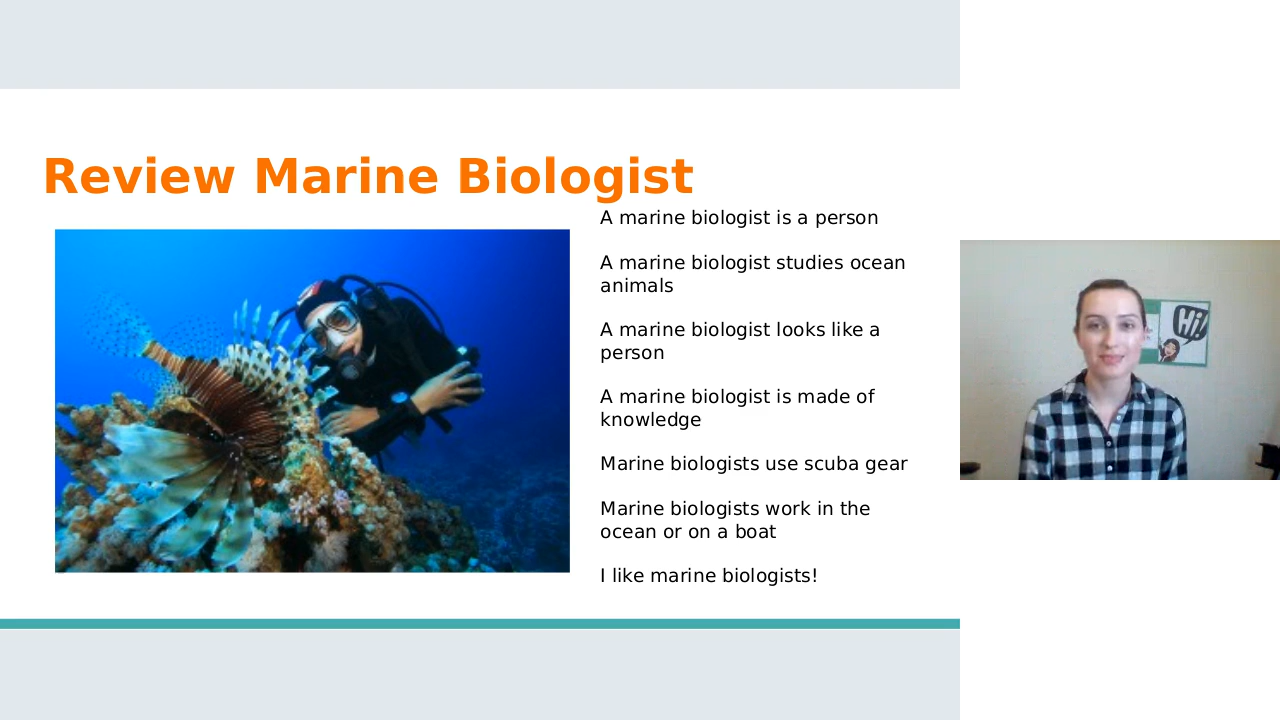 Review Marine Biologist
A marine biologist is a person
A marine biologist studies ocean
animals
A marine biologist looks like a
person
A marine biologist is made of
knowledge
Marine biologists use scuba gear
Marine biologists work in the
ocean or on a boat
I like marine biologists!
Hi!